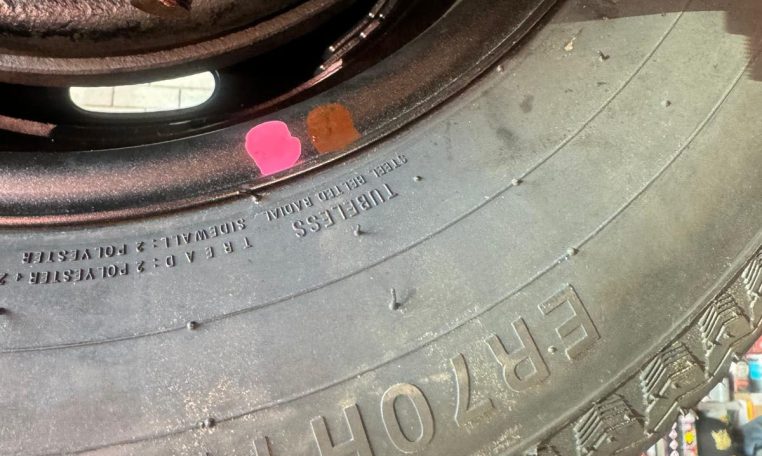 ER70H
TUBELESS
STEEL BELTED RADIAL
TREAD: 2 POLYESTER + 2
SIDEWALL: 2 POLYESTER